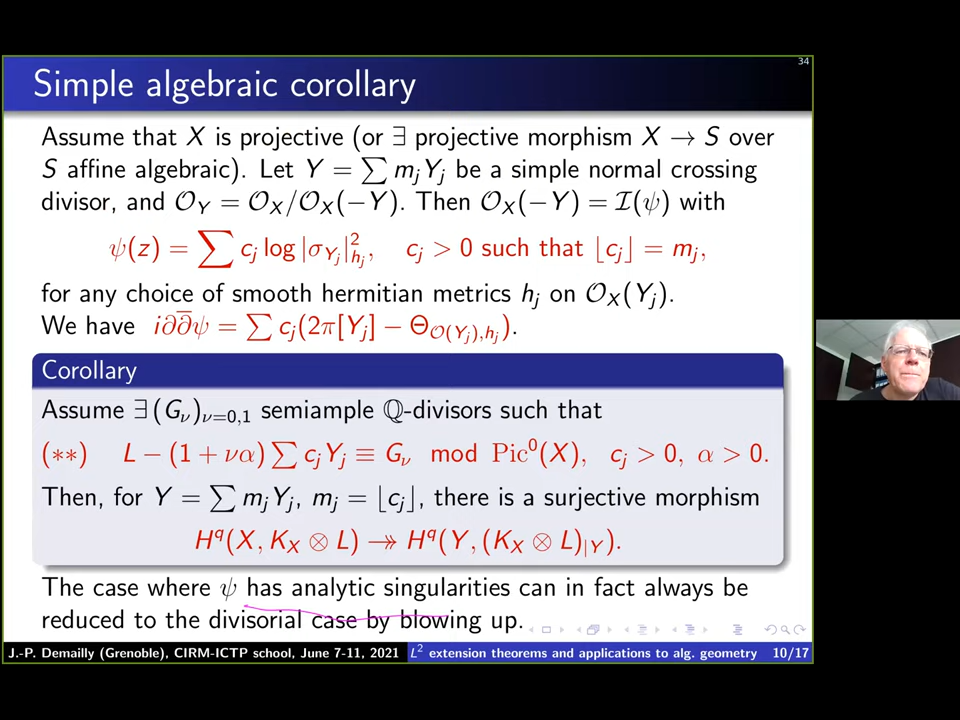 34
Simple algebraic corollary
Assume that X is projective (or ∃ projective morphism X → S over
S affine algebraic). Let Y = ∑ m_j Y_j be a simple normal crossing
divisor, and 𝒪_Y = 𝒪_X/𝒪_X(−Y). Then 𝒪_X(−Y) = ℐ(ψ) with
ψ(z) = ∑ c_j log |σ_{Y_j}|²_{h_j}, c_j > 0 such that ⌊c_j⌋ = m_j,
for any choice of smooth hermitian metrics h_j on 𝒪_X(Y_j).
We have i∂∂̄ψ = ∑ c_j(2π[Y_j] − Θ_{𝒪(Y_j),h_j}).
Corollary
Assume ∃ (G_ν)_{ν=0,1} semiample ℚ-divisors such that
(∗∗) L − (1 + να) ∑ c_j Y_j ≡ G_ν mod Pic⁰(X), c_j > 0, α > 0.
Then, for Y = ∑ m_j Y_j, m_j = ⌊c_j⌋, there is a surjective morphism
H^q(X, K_X ⊗ L) ↠ H^q(Y, (K_X ⊗ L)_{|Y}).
The case where ψ has analytic singularities can in fact always be
reduced to the divisorial case by blowing up.
J.-P. Demailly (Grenoble), CIRM-ICTP school, June 7-11, 2021 L² extension theorems and applications to alg. geometry 10/17